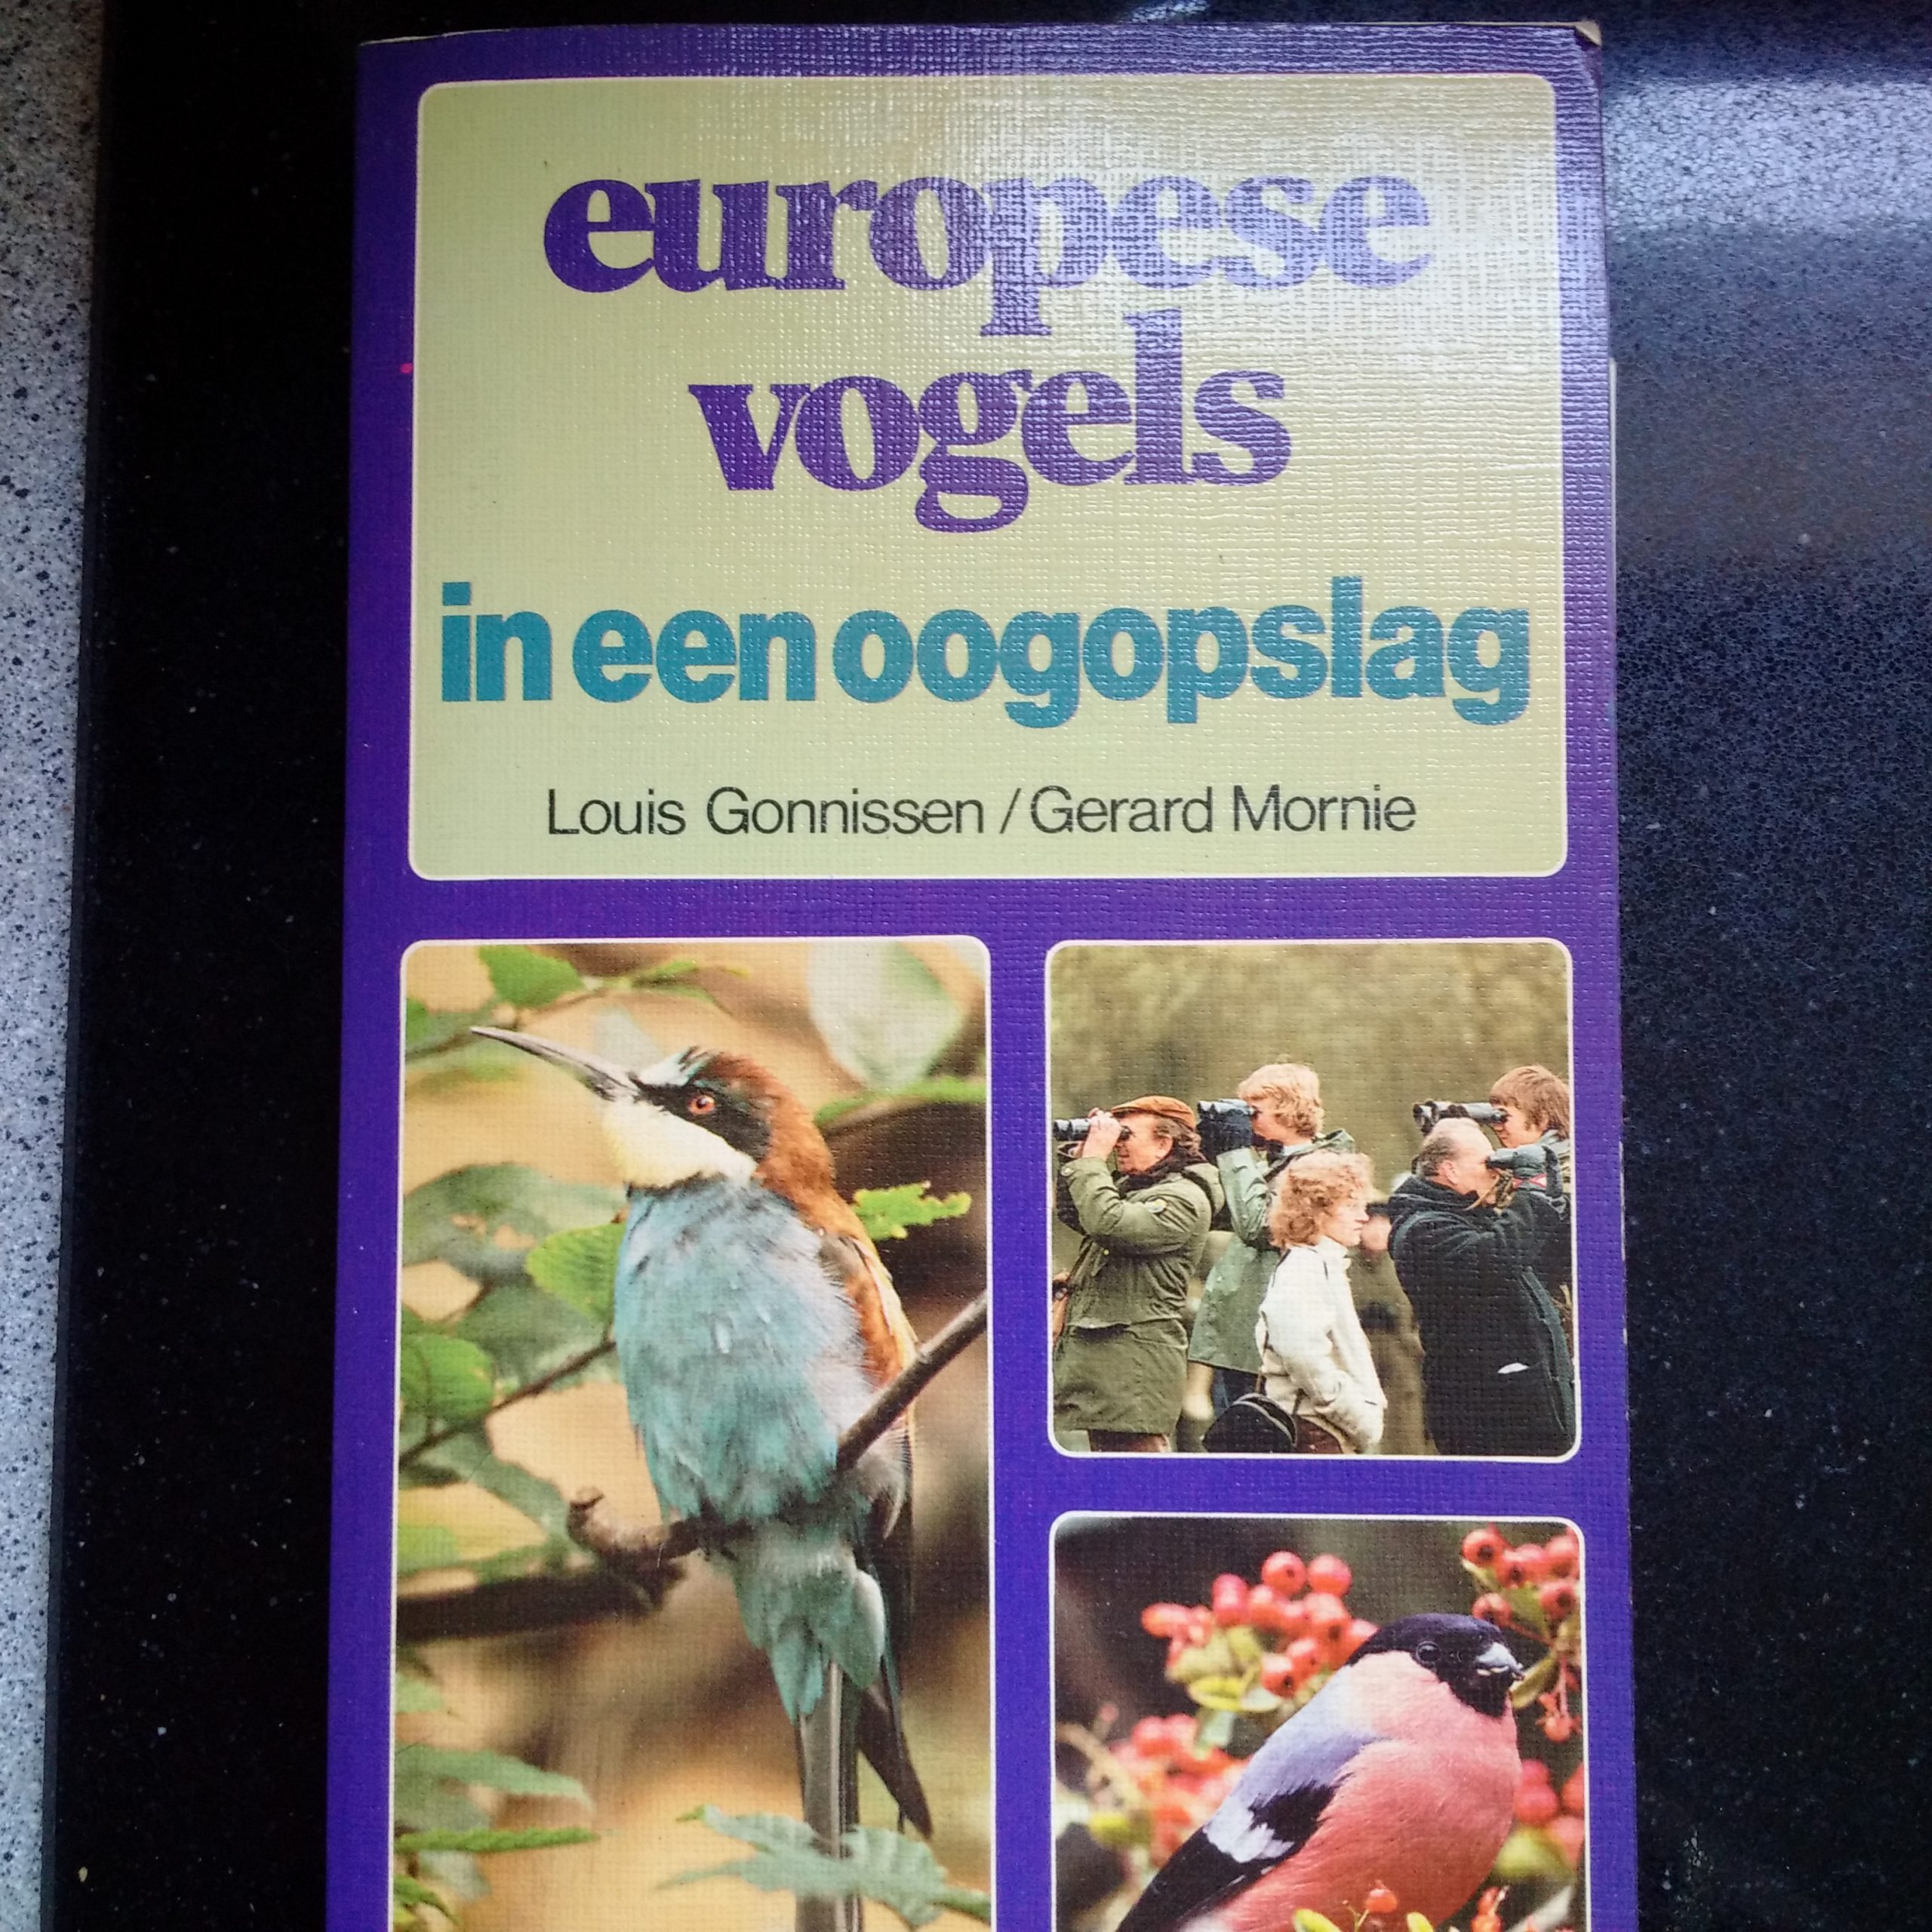 europese
vogels
in een oogopslag
Louis Gonnissen / Gerard Mornie